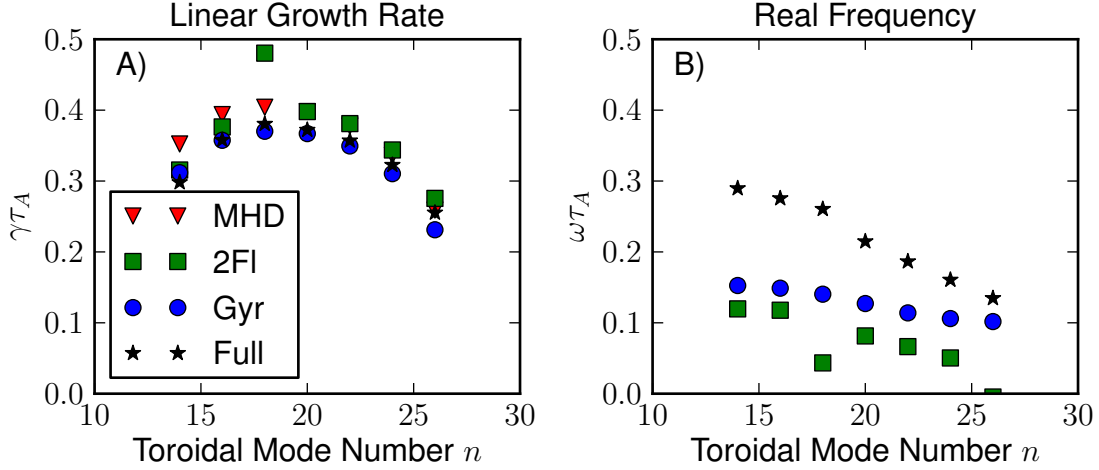 Linear Growth Rate
Real Frequency
A)
B)
0.5
0.4
0.3
0.2
0.1
0.0
γτ_A
MHD
2Fl
Gyr
Full
10 15 20 25 30
Toroidal Mode Number n
0.5
0.4
0.3
0.2
0.1
0.0
ωτ_A
10 15 20 25 30
Toroidal Mode Number n